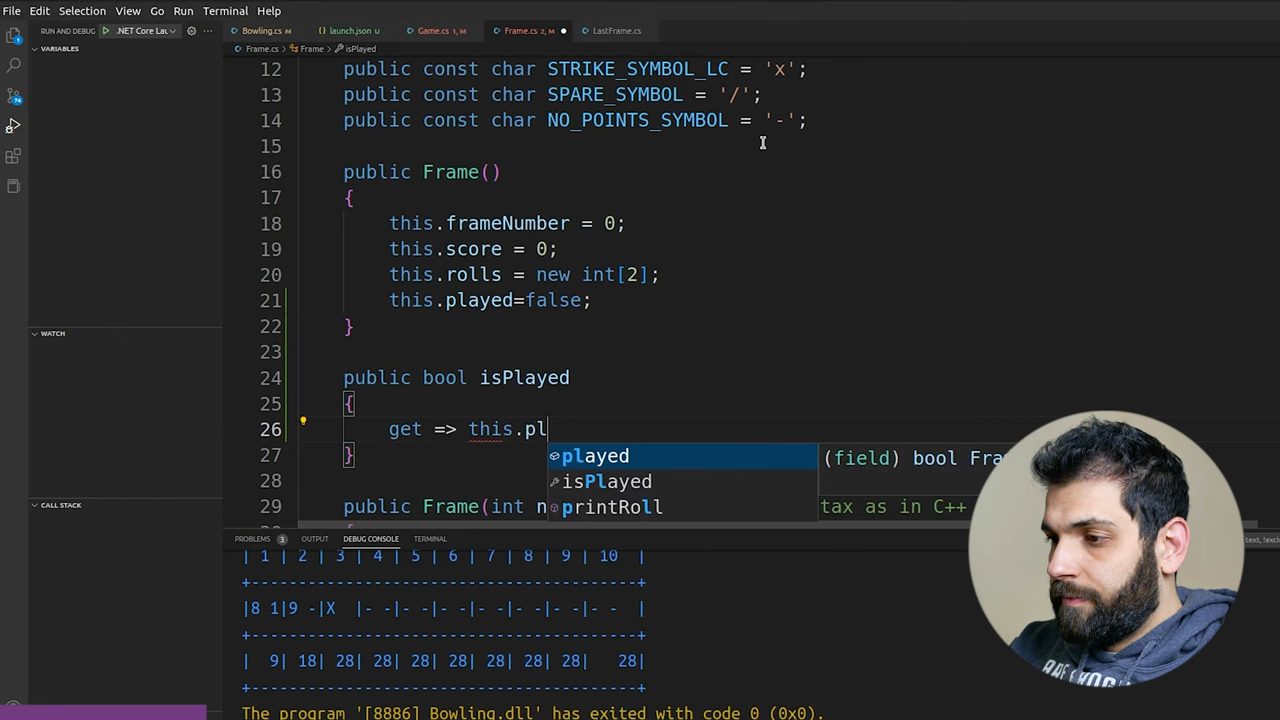 File Edit Selection View Go Run Terminal Help
RUN AND DEBUG .NET Core Lau
Bowling.cs M launch.json U Game.cs 1, M Frame.cs 2, M LastFrame.cs
VARIABLES
Frame.cs > Frame > isPlayed
12 public const char STRIKE_SYMBOL_LC = 'x';
13 public const char SPARE_SYMBOL = '/';
14 public const char NO_POINTS_SYMBOL = '-';
15
16 public Frame()
17 {
18 this.frameNumber = 0;
19 this.score = 0;
20 this.rolls = new int[2];
21 this.played=false;
22 }
23
24 public bool isPlayed
25 {
26 get => this.pl
27 }
28
29 public Frame(int n tax as in C++
played (field) bool Fra
isPlayed
printRoll
WATCH
CALL STACK
PROBLEMS 3 OUTPUT DEBUG CONSOLE TERMINAL text, !exclu
| 1 | 2 | 3 | 4 | 5 | 6 | 7 | 8 | 9 | 10 |
+-----------------------------------------+
|8 1|9 -|X |- -|- -|- -|- -|- -|- -|- - |
+-----------------------------------------+
| 9| 18| 28| 28| 28| 28| 28| 28| 28| 28|
+-----------------------------------------+
The program '[8886] Bowling.dll' has exited with code 0 (0x0).